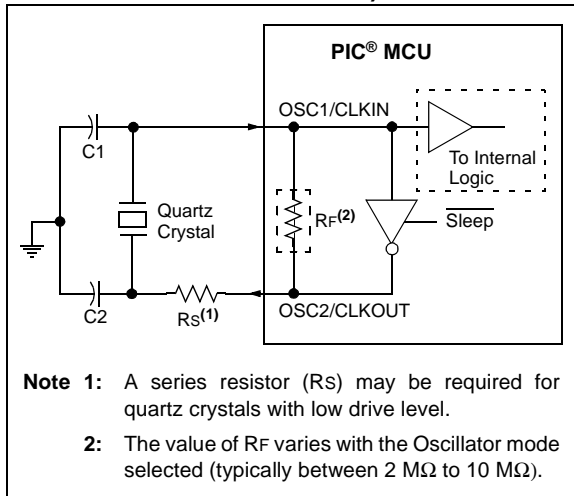 PIC® MCU
OSC1/CLKIN
C1
To Internal
Logic
Quartz
Crystal
RF(2)
Sleep
C2
RS(1)
OSC2/CLKOUT
Note 1: A series resistor (RS) may be required for
quartz crystals with low drive level.
2: The value of RF varies with the Oscillator mode
selected (typically between 2 MΩ to 10 MΩ).